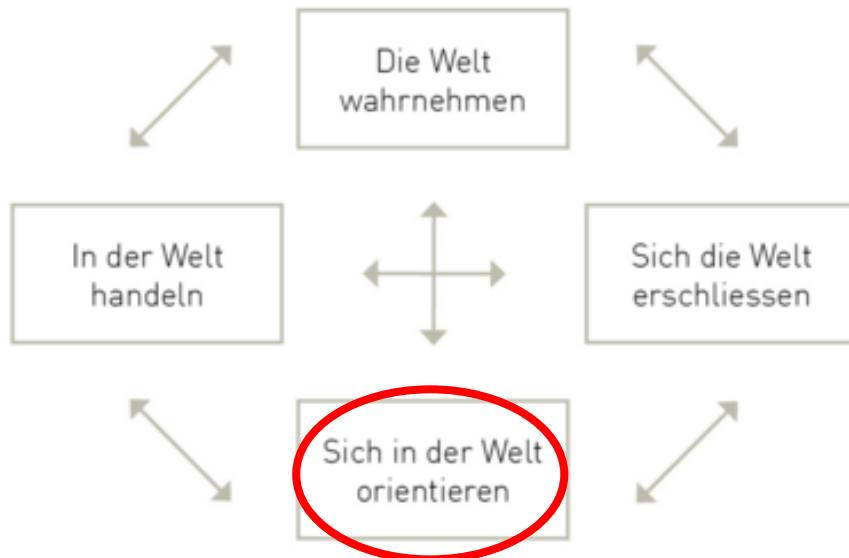 Die Welt
wahrnehmen
In der Welt
handeln
Sich die Welt
erschliessen
Sich in der Welt
orientieren